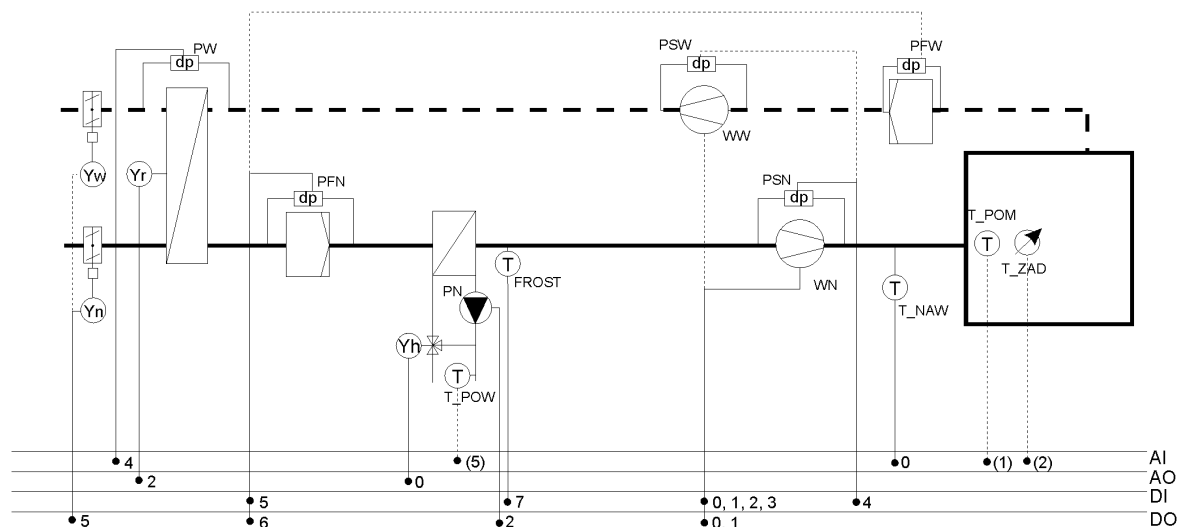 PW
dp
PSW
dp
PFW
dp
WW
Yw
Yr
PFN
dp
PSN
dp
T_POM
T
T_ZAD
T
FROST
PN
WN
T
T_NAW
Yn
Yh
T
T_POW
4
(5)
0
(1)
(2)
AI
2
0
AO
5
7
0, 1, 2, 3
4
DI
5
6
2
0, 1
DO